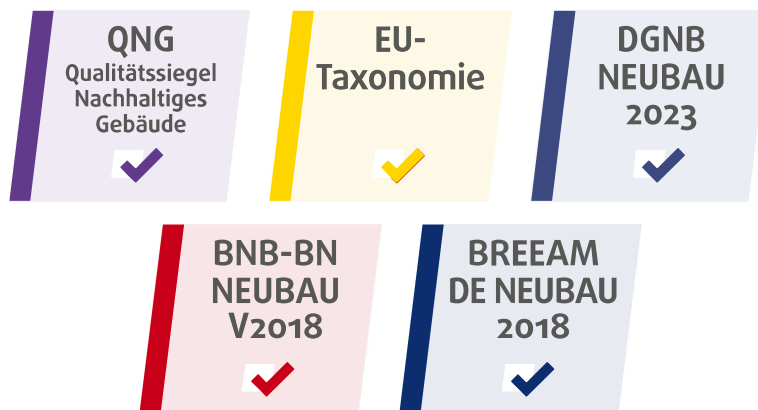 QNG
Qualitätssiegel
Nachhaltiges
Gebäude
EU-
Taxonomie
DGNB
NEUBAU
2023
BNB-BN
NEUBAU
V2018
BREEAM
DE NEUBAU
2018